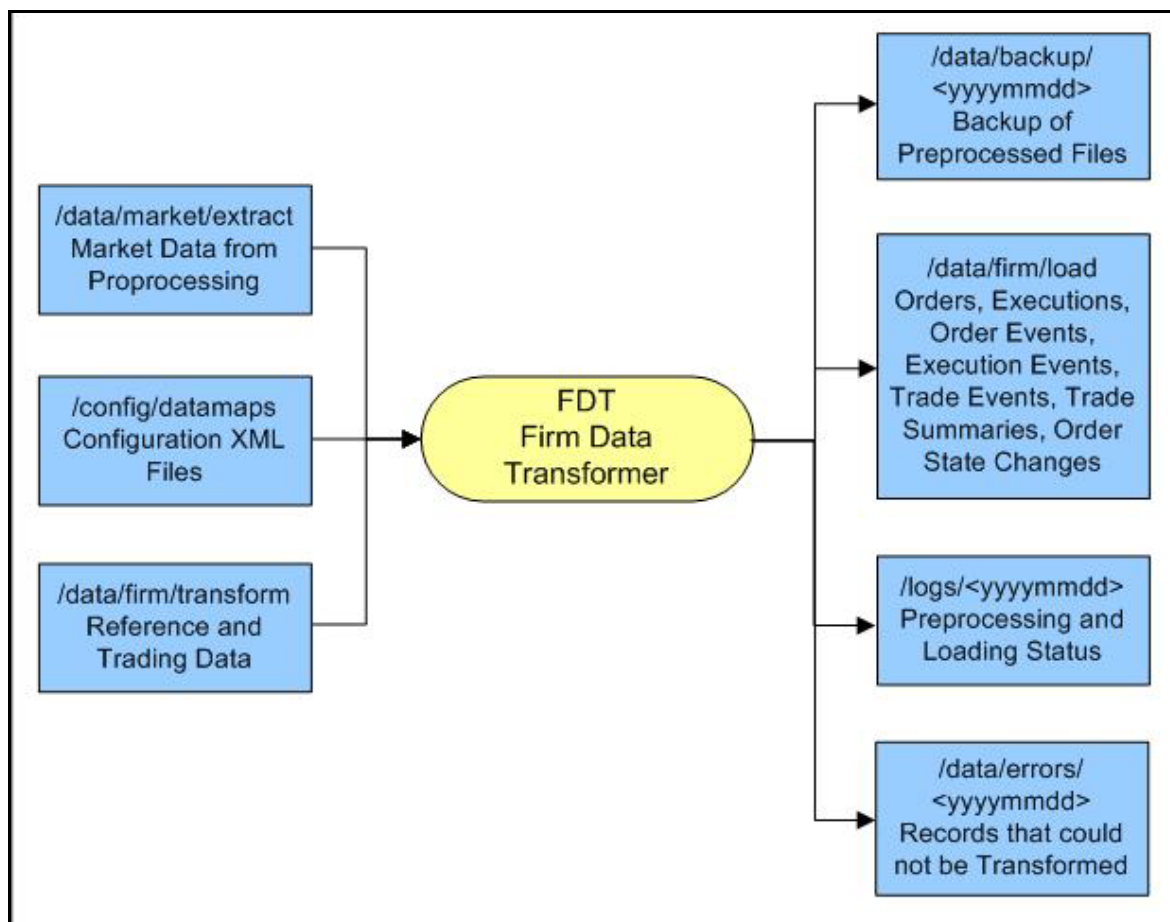 /data/market/extract
Market Data from
Proprocessing
/config/datamaps
Configuration XML
Files
/data/firm/transform
Reference and
Trading Data
FDT
Firm Data
Transformer
/data/backup/
<yyyymmdd>
Backup of
Preprocessed Files
/data/firm/load
Orders, Executions,
Order Events,
Execution Events,
Trade Events, Trade
Summaries, Order
State Changes
/logs/<yyyymmdd>
Preprocessing and
Loading Status
/data/errors/
<yyyymmdd>
Records that could
not be Transformed